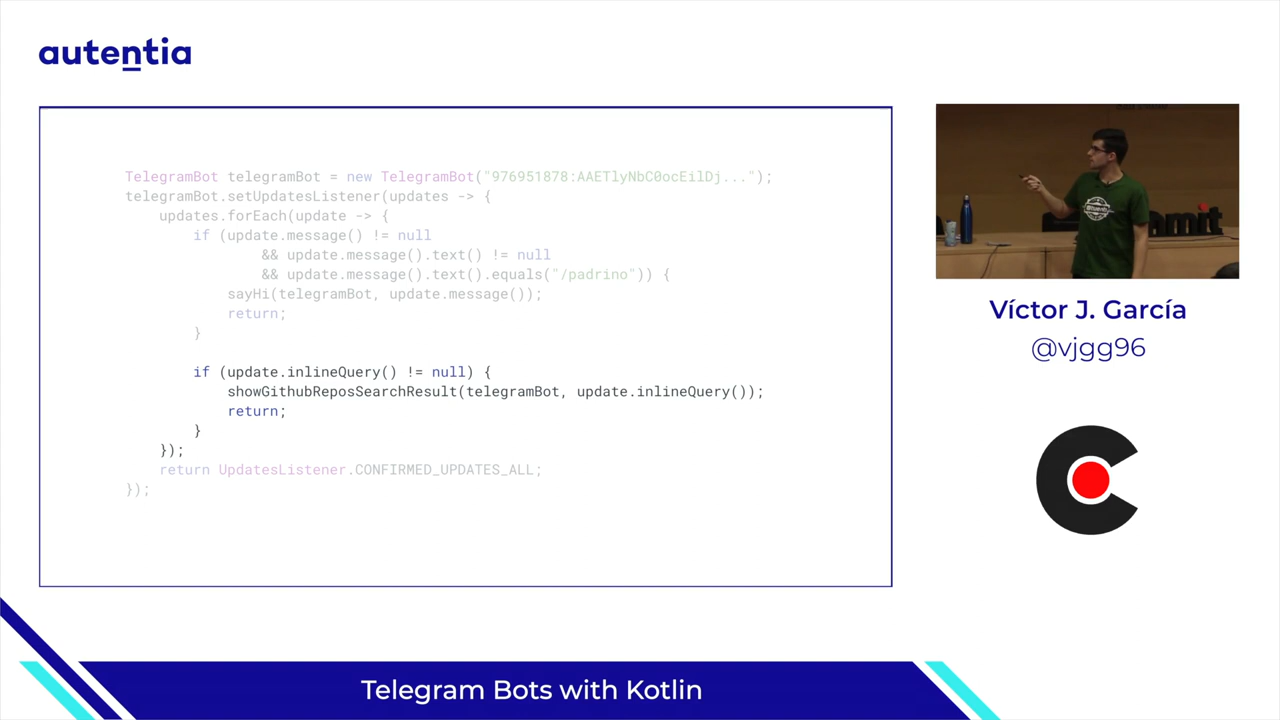 autentia
TelegramBot telegramBot = new TelegramBot("976951878:AAETlyNbC0ocEilDj...");
telegramBot.setUpdatesListener(updates -> {
updates.forEach(update -> {
if (update.message() != null
&& update.message().text() != null
&& update.message().text().equals("/padrino")) {
sayHi(telegramBot, update.message());
return;
}
if (update.inlineQuery() != null) {
showGithubReposSearchResult(telegramBot, update.inlineQuery());
return;
}
});
return UpdatesListener.CONFIRMED_UPDATES_ALL;
});
Víctor J. García
@vjgg96
Telegram Bots with Kotlin